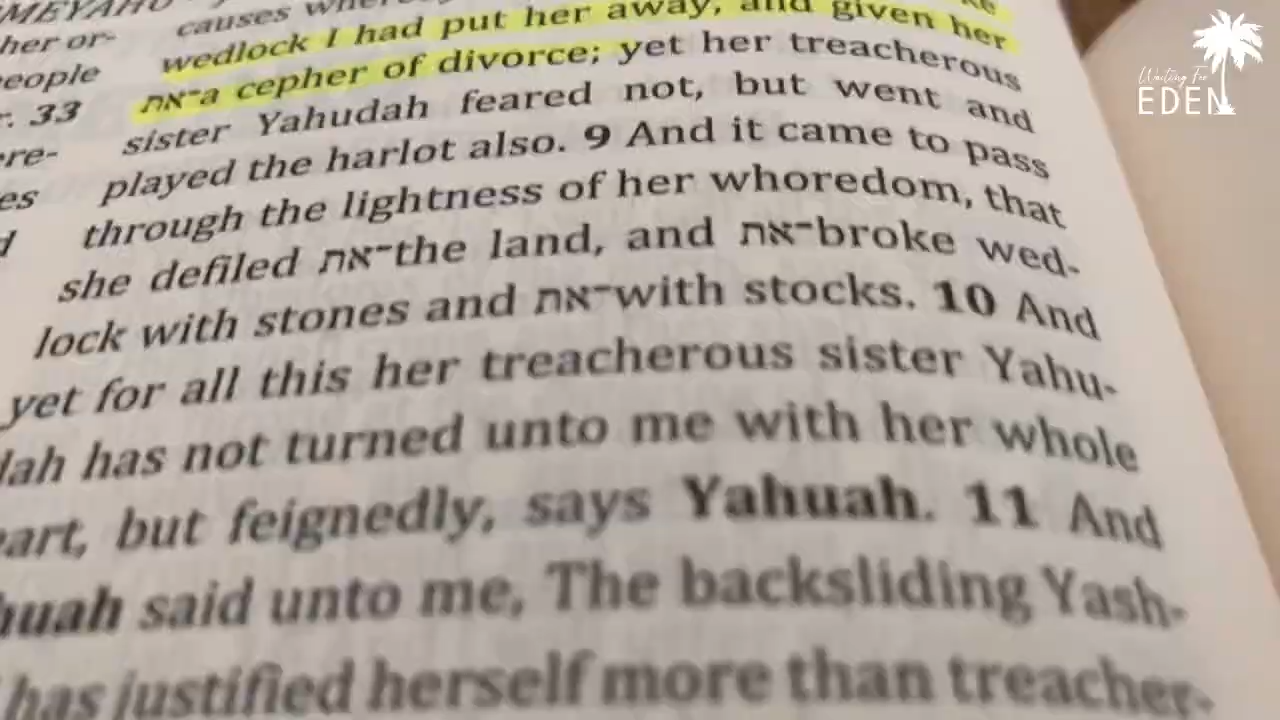 MEYAHU
her or-
people
33
ere-
es
d
causes
wedlock I had put her away, and given her
את־a cepher of divorce; yet her treacherous
sister Yahudah feared not, but went and
played the harlot also. 9 And it came to pass
through the lightness of her whoredom, that
she defiled את־the land, and את־broke wed-
lock with stones and את־with stocks. 10 And
yet for all this her treacherous sister Yahu-
dah has not turned unto me with her whole
eart, but feignedly, says Yahuah. 11 And
huah said unto me, The backsliding Yash-
has justified herself more than treacher-
Waiting For
EDEN